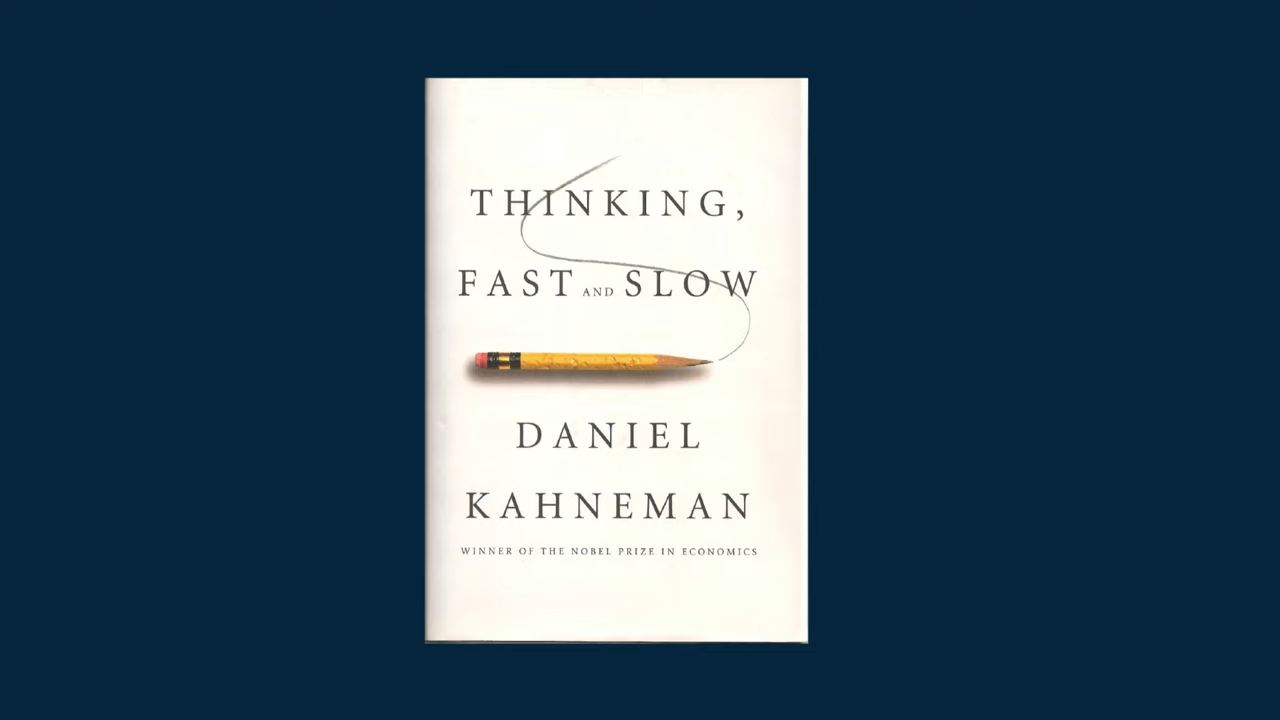 THINKING,
FAST AND SLOW
DANIEL
KAHNEMAN
WINNER OF THE NOBEL PRIZE IN ECONOMICS